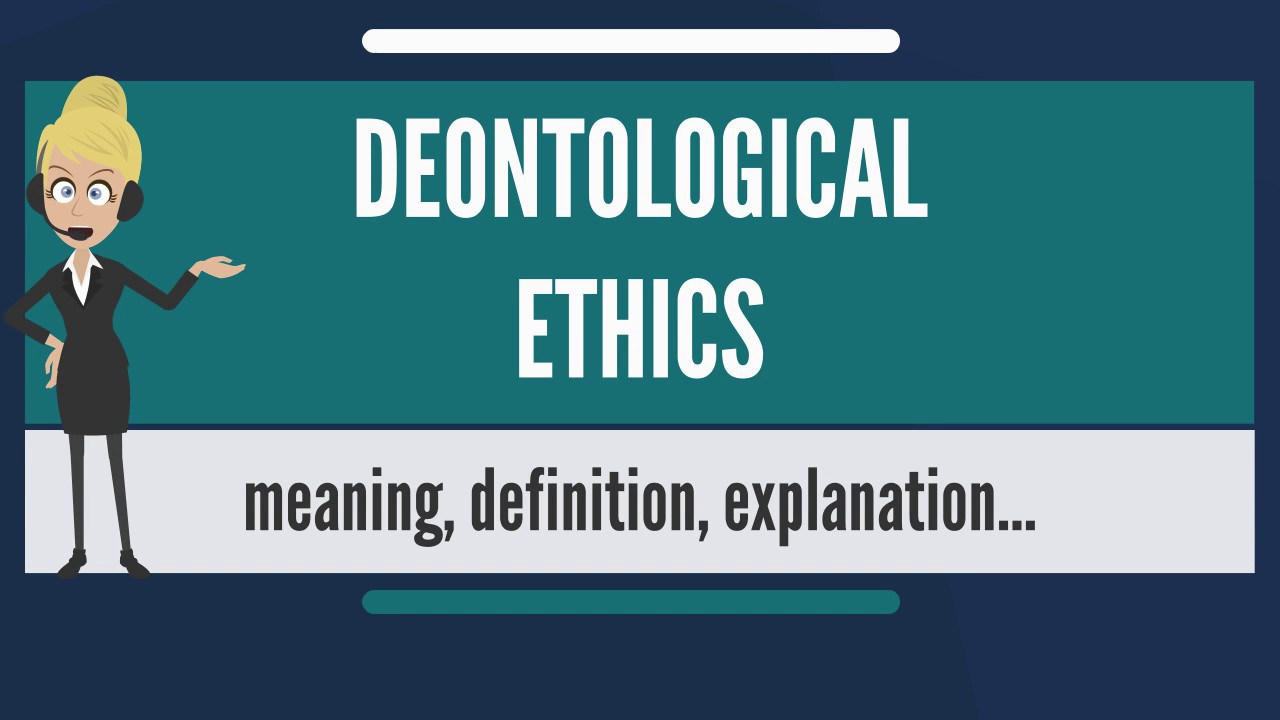 DEONTOLOGICAL
ETHICS
meaning, definition, explanation...